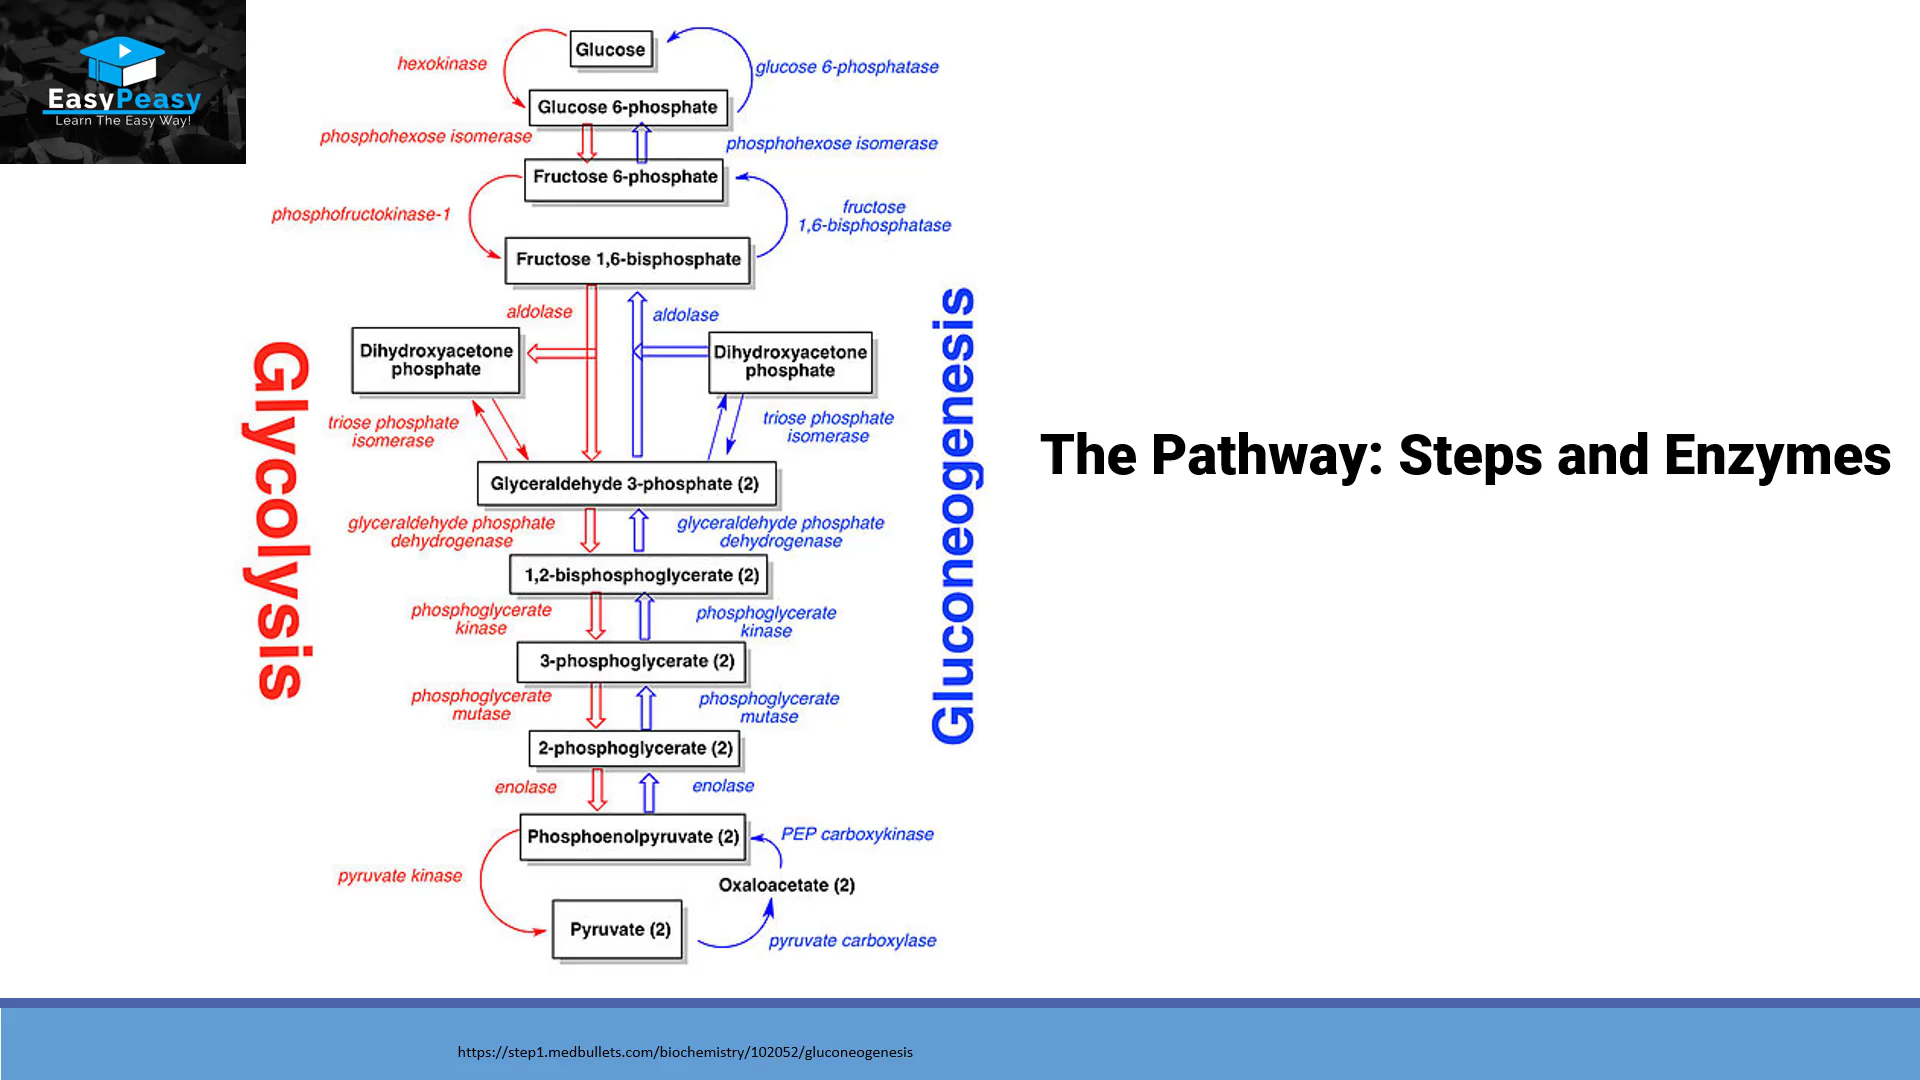 EasyPeasy
Learn The Easy Way!
Glucose
hexokinase
glucose 6-phosphatase
Glucose 6-phosphate
phosphohexose isomerase
phosphohexose isomerase
Fructose 6-phosphate
phosphofructokinase-1
fructose
1,6-bisphosphatase
Fructose 1,6-bisphosphate
aldolase
aldolase
Dihydroxyacetone
phosphate
Dihydroxyacetone
phosphate
triose phosphate
isomerase
triose phosphate
isomerase
Glyceraldehyde 3-phosphate (2)
glyceraldehyde phosphate
dehydrogenase
glyceraldehyde phosphate
dehydrogenase
1,2-bisphosphoglycerate (2)
phosphoglycerate
kinase
phosphoglycerate
kinase
3-phosphoglycerate (2)
phosphoglycerate
mutase
phosphoglycerate
mutase
2-phosphoglycerate (2)
enolase
enolase
Phosphoenolpyruvate (2)
PEP carboxykinase
pyruvate kinase
Oxaloacetate (2)
Pyruvate (2)
pyruvate carboxylase
Glycolysis
Gluconeogenesis
The Pathway: Steps and Enzymes
https://step1.medbullets.com/biochemistry/102052/gluconeogenesis